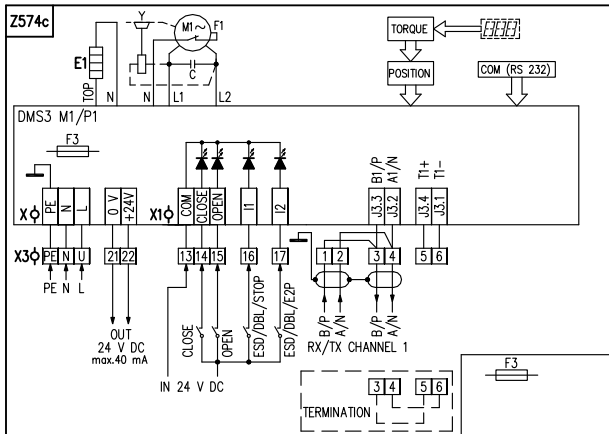 Z574c
Y
M1~
F1
E1
C
TOP
N
N
L1
L2
TORQUE
POSITION
COM (RS 232)
DMS3 M1/P1
F3
X
PE
N
L
0 V
+24V
X1
COM
CLOSE
OPEN
I1
I2
B1/P
A1/N
T1+
T1-
J3.3
J3.2
J3.4
J3.1
X3
PE
N
U
21
22
13
14
15
16
17
1
2
3
4
5
6
PE N L
OUT
24 V DC
max.40 mA
CLOSE
OPEN
ESD/DBL/STOP
ESD/DBL/E2P
IN 24 V DC
B/P
A/N
B/P
A/N
RX/TX CHANNEL 1
TERMINATION
3
4
5
6
F3